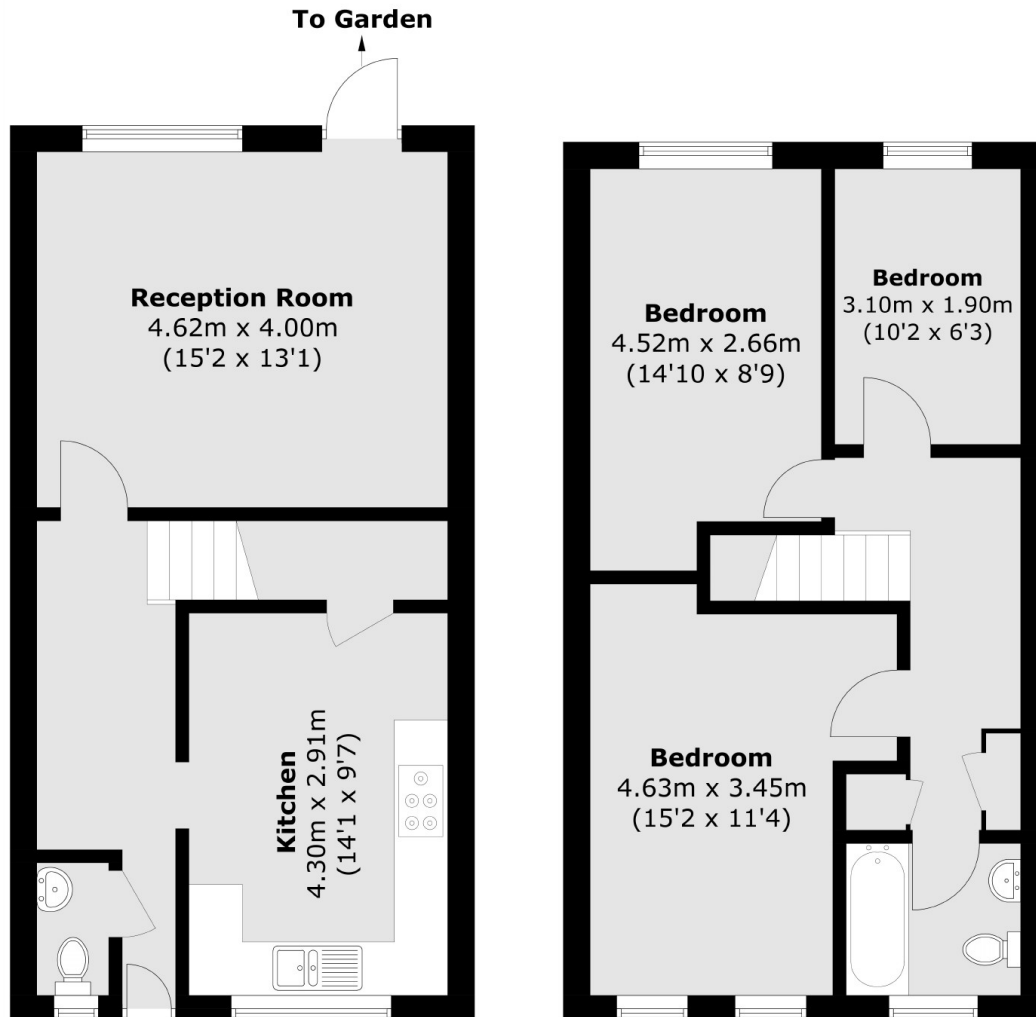 To Garden
Reception Room
4.62m x 4.00m
(15'2 x 13'1)
Kitchen
4.30m x 2.91m
(14'1 x 9'7)
Bedroom
4.52m x 2.66m
(14'10 x 8'9)
Bedroom
3.10m x 1.90m
(10'2 x 6'3)
Bedroom
4.63m x 3.45m
(15'2 x 11'4)